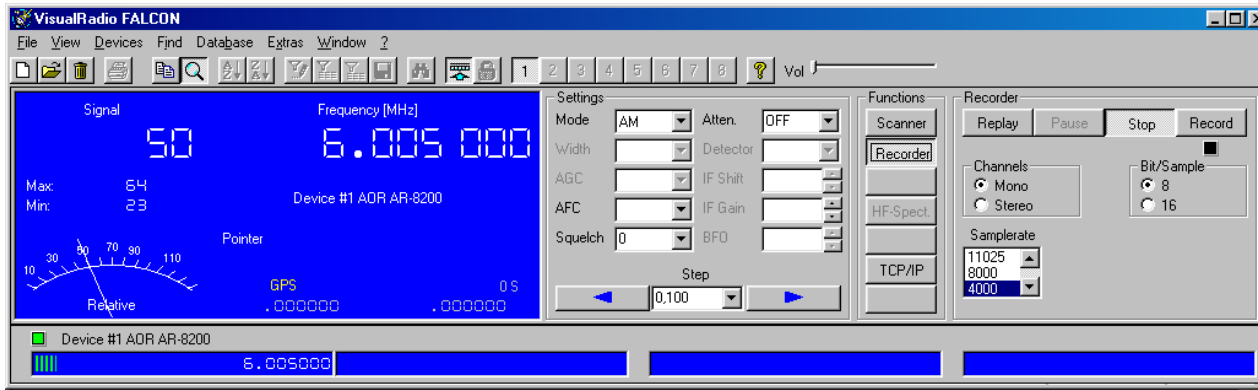 VisualRadio FALCON
File View Devices Find Database Extras Window ?
1 2 3 4 5 6 7 8 ? Vol
Signal Frequency [MHz]
50 6.005 000
Max: 64
Min: 23
Device #1 AOR AR-8200
Pointer
10 30 50 70 90 110
Relative
GPS 0 S
.000000 .000000
Settings
Mode AM Atten. OFF
Width Detector
AGC IF Shift
AFC IF Gain
Squelch 0 BFO
Step
0,100
Functions
Scanner
Recorder
HF-Spect.
TCP/IP
Recorder
Replay Pause Stop Record
Channels
Mono
Stereo
Bit/Sample
8
16
Samplerate
11025
8000
4000
Device #1 AOR AR-8200
6.005000